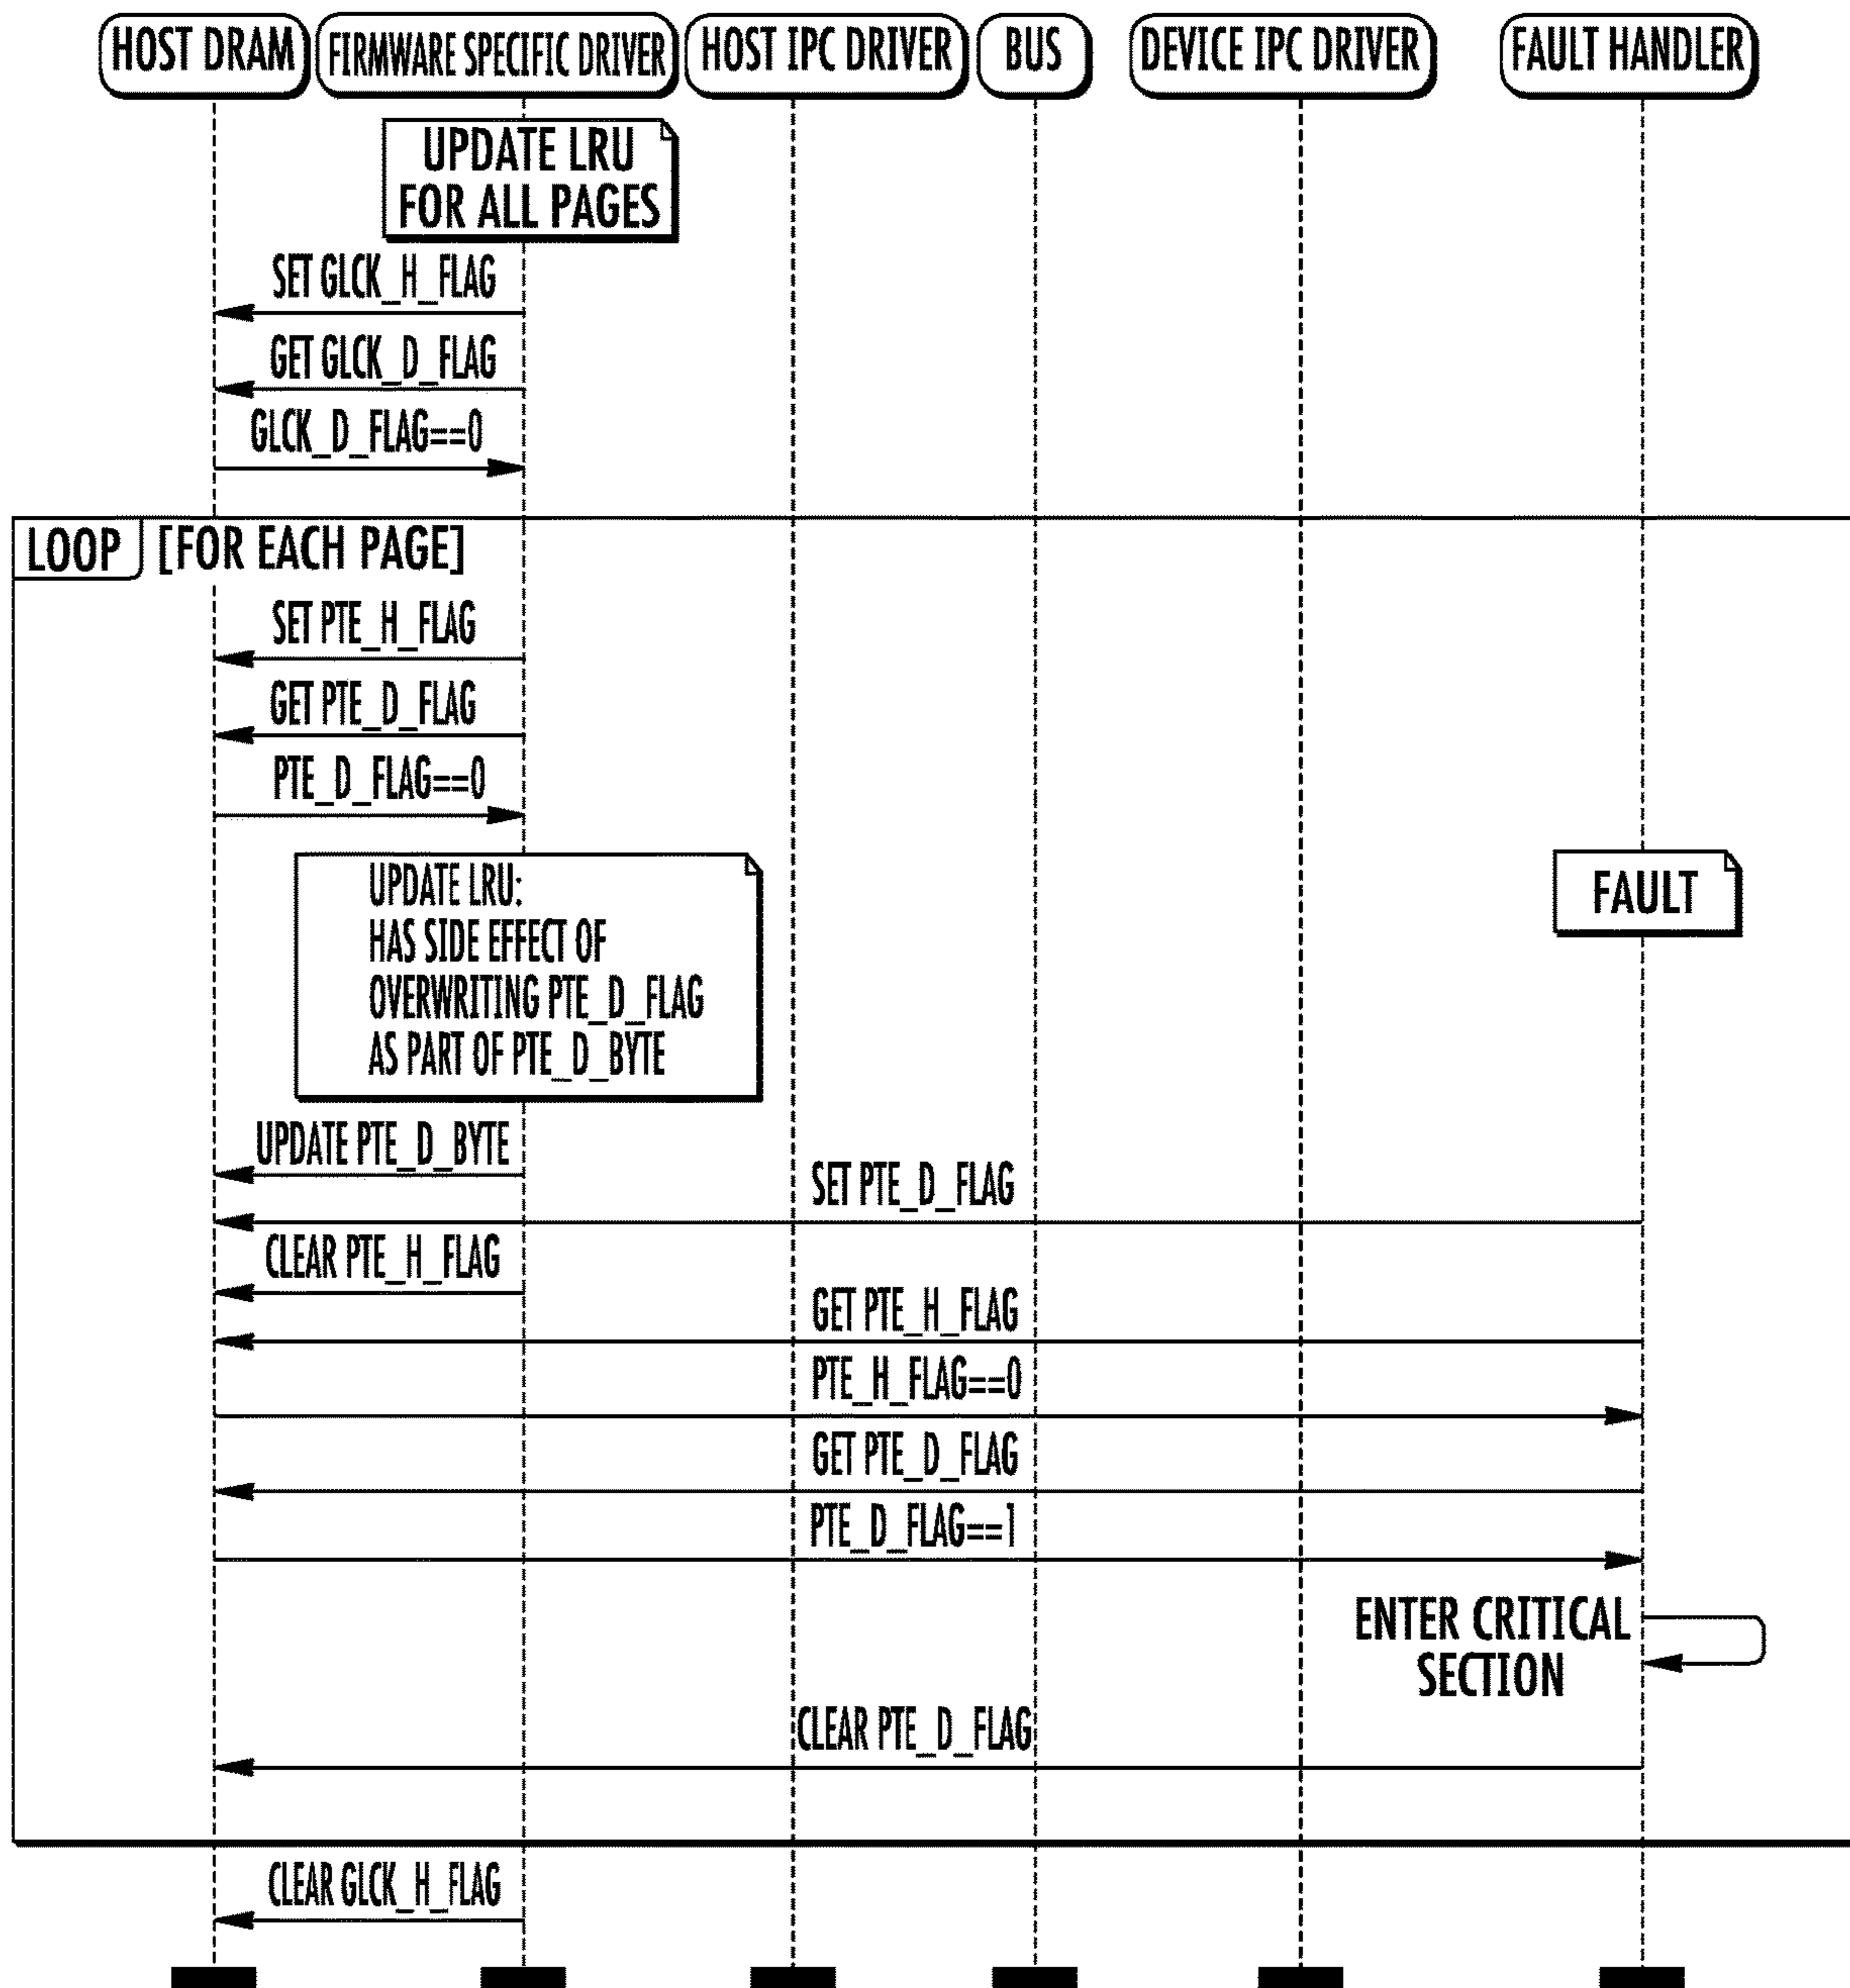 HOST DRAM
FIRMWARE SPECIFIC DRIVER
HOST IPC DRIVER
BUS
DEVICE IPC DRIVER
FAULT HANDLER
UPDATE LRU
FOR ALL PAGES
SET GLCK_H_FLAG
GET GLCK_D_FLAG
GLCK_D_FLAG==0
LOOP
[FOR EACH PAGE]
SET PTE_H_FLAG
GET PTE_D_FLAG
PTE_D_FLAG==0
UPDATE LRU:
HAS SIDE EFFECT OF
OVERWRITING PTE_D_FLAG
AS PART OF PTE_D_BYTE
FAULT
UPDATE PTE_D_BYTE
SET PTE_D_FLAG
CLEAR PTE_H_FLAG
GET PTE_H_FLAG
PTE_H_FLAG==0
GET PTE_D_FLAG
PTE_D_FLAG==1
ENTER CRITICAL
SECTION
CLEAR PTE_D_FLAG
CLEAR GLCK_H_FLAG